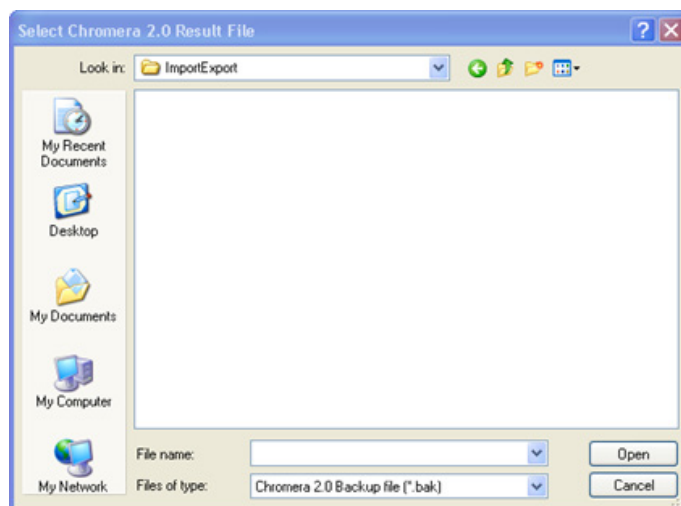 Select Chromera 2.0 Result File
Look in: ImportExport
My Recent
Documents
Desktop
My Documents
My Computer
My Network
File name:
Open
Files of type: Chromera 2.0 Backup file (*.bak)
Cancel